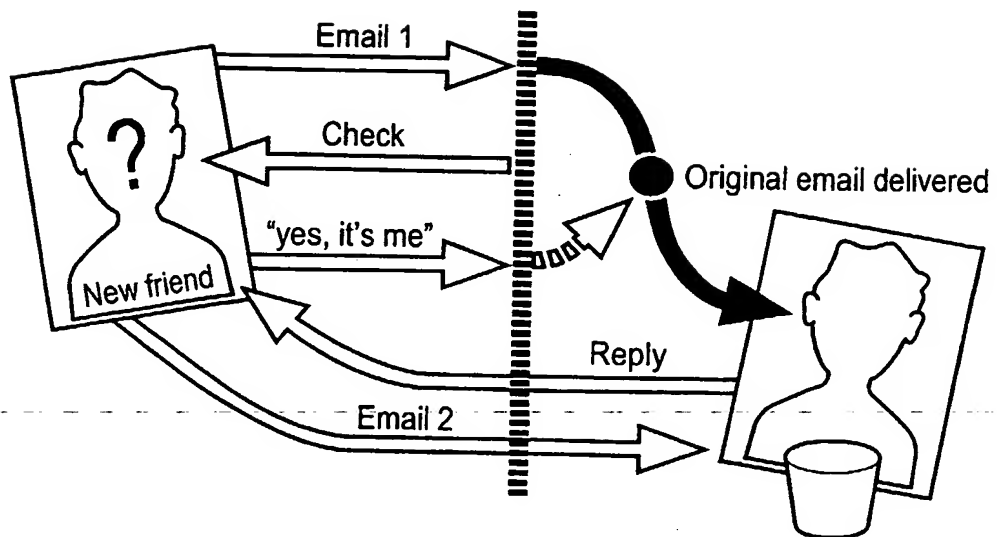 Email 1
?
Check
Original email delivered
"yes, it's me"
New friend
Reply
Email 2